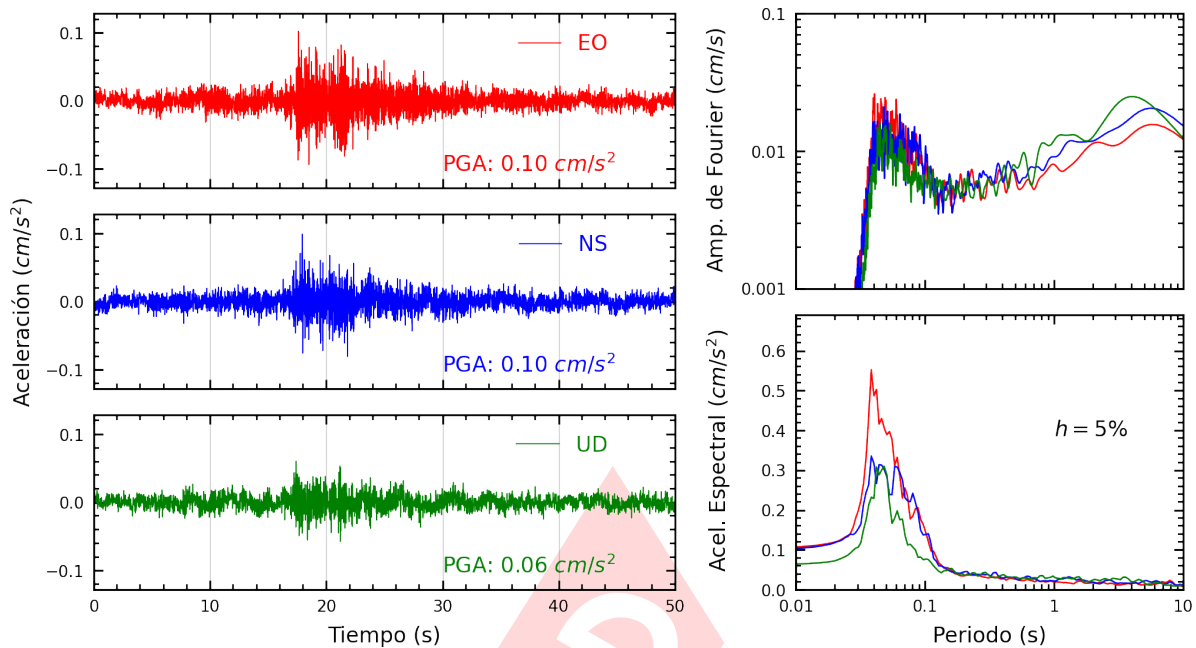 Aceleración (cm/s²)
0.1
0.0
−0.1
EO
PGA: 0.10 cm/s²
0.1
0.0
−0.1
NS
PGA: 0.10 cm/s²
0.1
0.0
−0.1
UD
PGA: 0.06 cm/s²
0 10 20 30 40 50
Tiempo (s)
Amp. de Fourier (cm/s)
0.1
0.01
0.001
Acel. Espectral (cm/s²)
0.6
0.5
0.4
0.3
0.2
0.1
0.0
h = 5%
0.01 0.1 1 10
Periodo (s)